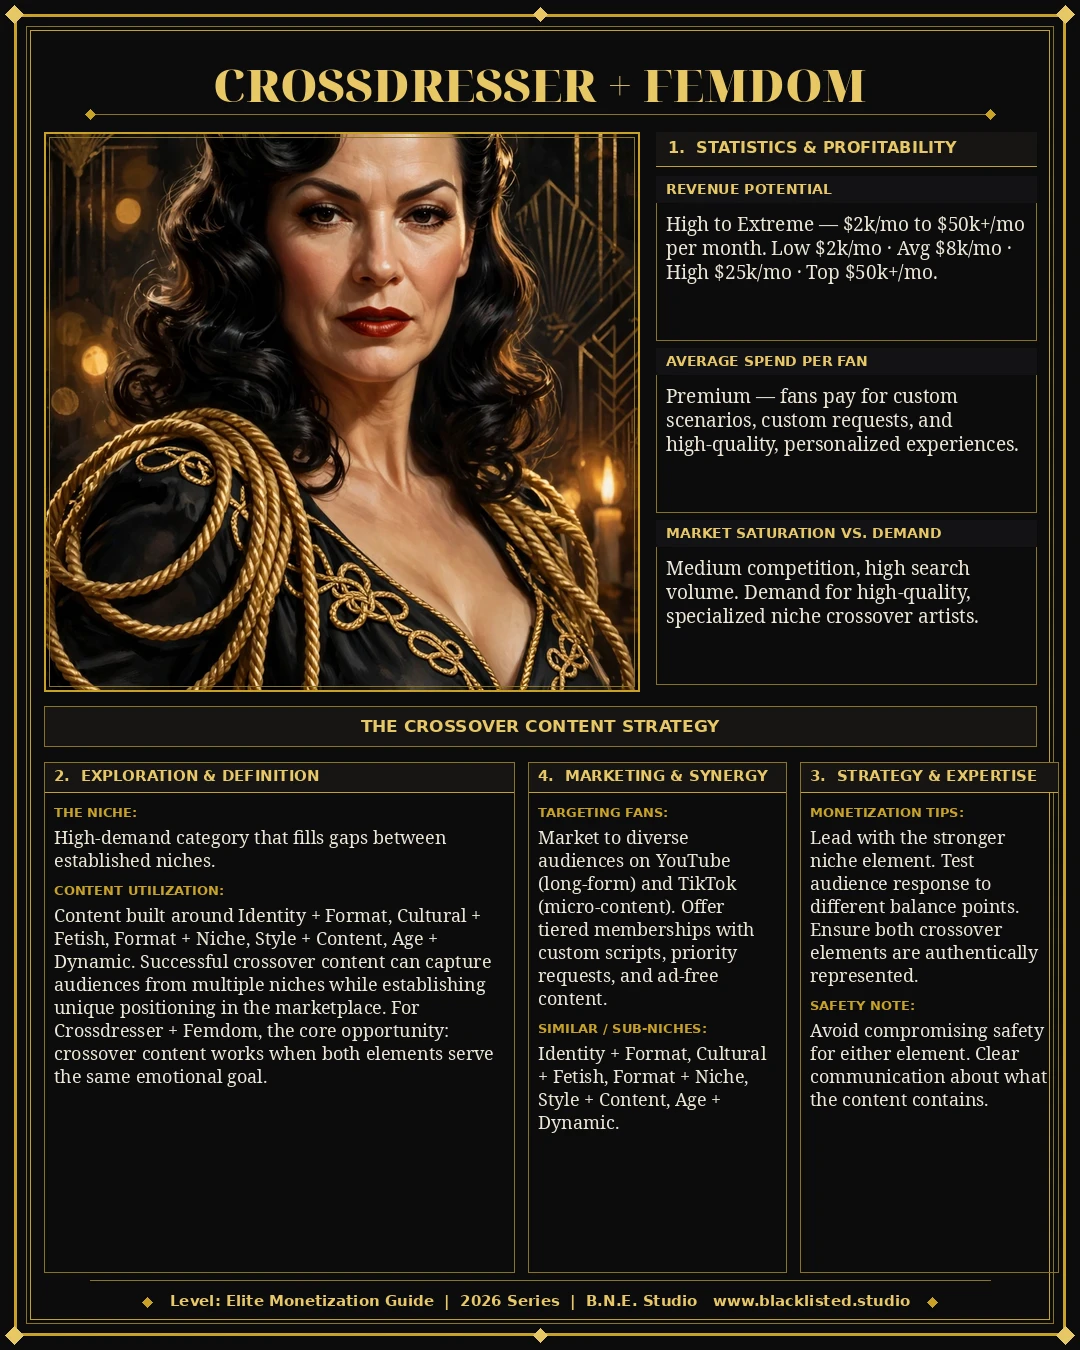 CROSSDRESSER + FEMDOM
1. STATISTICS & PROFITABILITY
REVENUE POTENTIAL
High to Extreme — $2k/mo to $50k+/mo
per month. Low $2k/mo · Avg $8k/mo ·
High $25k/mo · Top $50k+/mo.
AVERAGE SPEND PER FAN
Premium — fans pay for custom
scenarios, custom requests, and
high-quality, personalized experiences.
MARKET SATURATION VS. DEMAND
Medium competition, high search
volume. Demand for high-quality,
specialized niche crossover artists.
THE CROSSOVER CONTENT STRATEGY
2. EXPLORATION & DEFINITION
THE NICHE:
High-demand category that fills gaps between
established niches.
CONTENT UTILIZATION:
Content built around Identity + Format, Cultural +
Fetish, Format + Niche, Style + Content, Age +
Dynamic. Successful crossover content can capture
audiences from multiple niches while establishing
unique positioning in the marketplace. For
Crossdresser + Femdom, the core opportunity:
crossover content works when both elements serve
the same emotional goal.
4. MARKETING & SYNERGY
TARGETING FANS:
Market to diverse
audiences on YouTube
(long-form) and TikTok
(micro-content). Offer
tiered memberships with
custom scripts, priority
requests, and ad-free
content.
SIMILAR / SUB-NICHES:
Identity + Format, Cultural
+ Fetish, Format + Niche,
Style + Content, Age +
Dynamic.
3. STRATEGY & EXPERTISE
MONETIZATION TIPS:
Lead with the stronger
niche element. Test
audience response to
different balance points.
Ensure both crossover
elements are authentically
represented.
SAFETY NOTE:
Avoid compromising safety
for either element. Clear
communication about what
the content contains.
Level: Elite Monetization Guide | 2026 Series | B.N.E. Studio www.blacklisted.studio